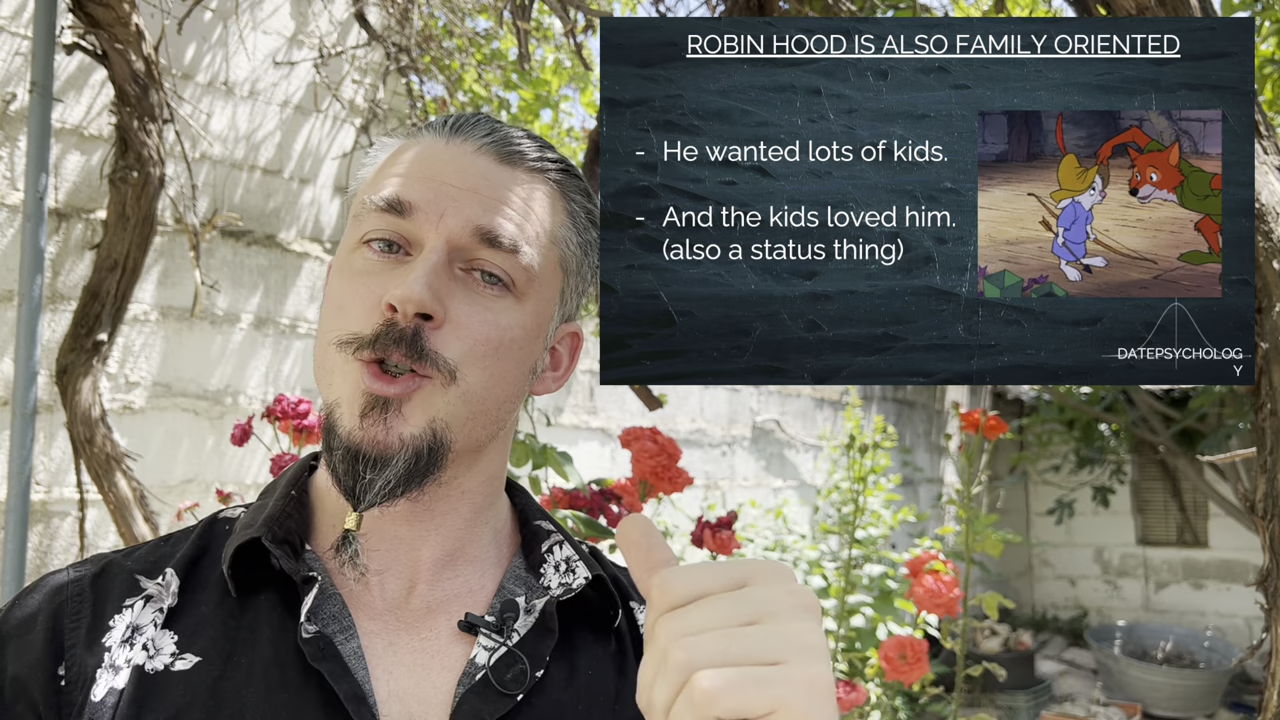 ROBIN HOOD IS ALSO FAMILY ORIENTED
- He wanted lots of kids.
- And the kids loved him.
(also a status thing)
DATEPSYCHOLOG
Y